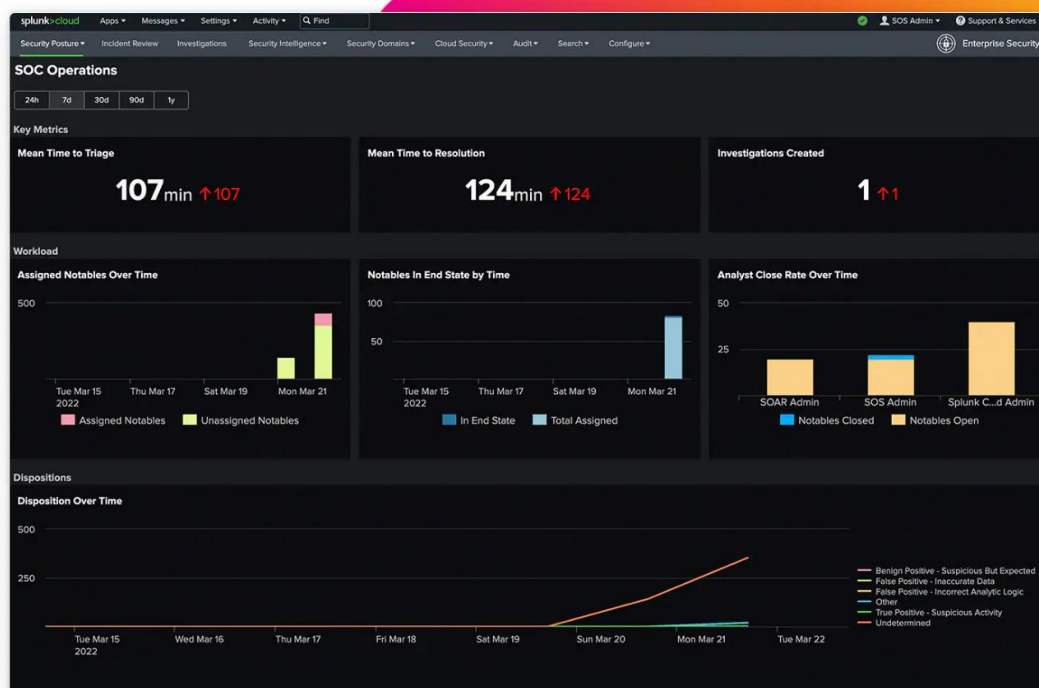 splunk>cloud Apps Messages Settings Activity Find SOS Admin Support & Services
Security Posture Incident Review Investigations Security Intelligence Security Domains Cloud Security Audit Search Configure Enterprise Security
SOC Operations
24h 7d 30d 90d 1y
Key Metrics
Mean Time to Triage
107min ↑107
Mean Time to Resolution
124min ↑124
Investigations Created
1 ↑1
Workload
Assigned Notables Over Time
500
Tue Mar 15 Thu Mar 17 Sat Mar 19 Mon Mar 21
2022
Assigned Notables Unassigned Notables
Notables In End State by Time
100
50
Tue Mar 15 Thu Mar 17 Sat Mar 19 Mon Mar 21
2022
In End State Total Assigned
Analyst Close Rate Over Time
50
25
SOAR Admin SOS Admin Splunk C...d Admin
Notables Closed Notables Open
Dispositions
Disposition Over Time
500
250
Tue Mar 15 Wed Mar 16 Thu Mar 17 Fri Mar 18 Sat Mar 19 Sun Mar 20 Mon Mar 21 Tue Mar 22
2022
Benign Positive - Suspicious But Expected
False Positive - Inaccurate Data
False Positive - Incorrect Analytic Logic
Other
True Positive - Suspicious Activity
Undetermined